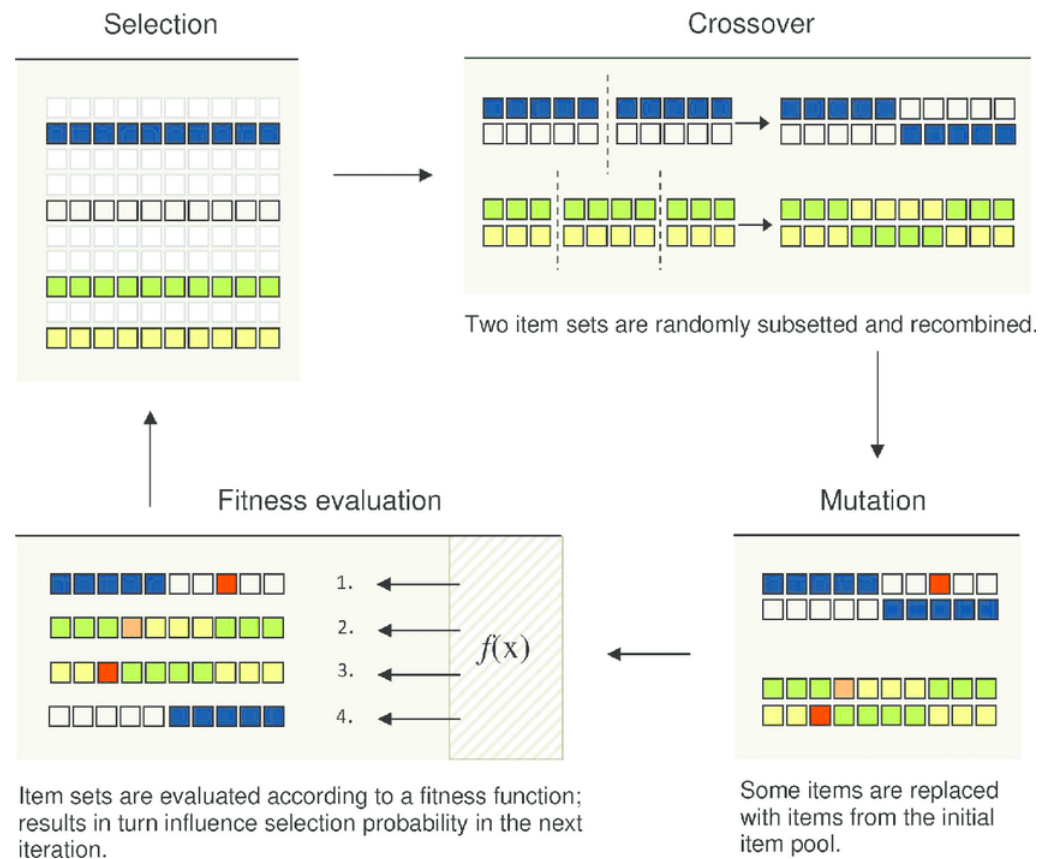 Selection
Crossover
Two item sets are randomly subsetted and recombined.
Fitness evaluation
Mutation
1.
2.
3.
4.
f(x)
Item sets are evaluated according to a fitness function;
results in turn influence selection probability in the next
iteration.
Some items are replaced
with items from the initial
item pool.